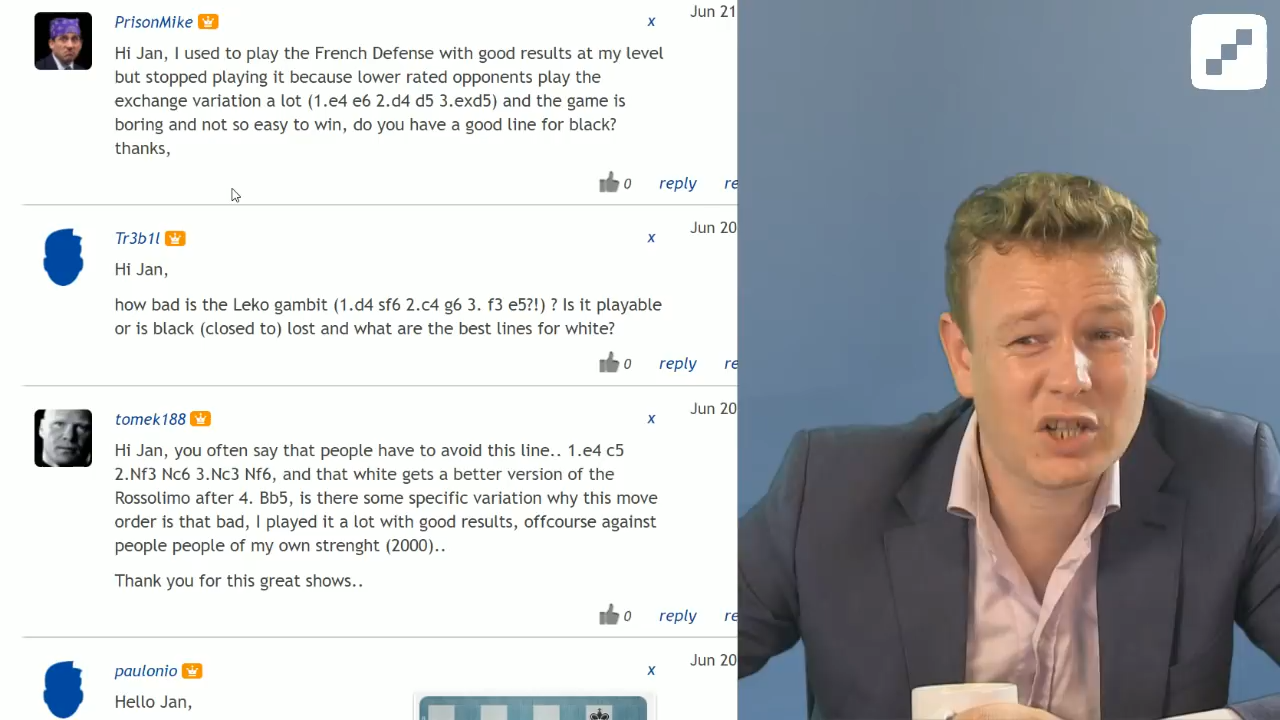 PrisonMike
x
Jun 21
Hi Jan, I used to play the French Defense with good results at my level
but stopped playing it because lower rated opponents play the
exchange variation a lot (1.e4 e6 2.d4 d5 3.exd5) and the game is
boring and not so easy to win, do you have a good line for black?
thanks,
0 reply re
Tr3b1l
x
Jun 20
Hi Jan,
how bad is the Leko gambit (1.d4 sf6 2.c4 g6 3. f3 e5?!) ? Is it playable
or is black (closed to) lost and what are the best lines for white?
0 reply re
tomek188
x
Jun 20
Hi Jan, you often say that people have to avoid this line.. 1.e4 c5
2.Nf3 Nc6 3.Nc3 Nf6, and that white gets a better version of the
Rossolimo after 4. Bb5, is there some specific variation why this move
order is that bad, I played it a lot with good results, offcourse against
people people of my own strenght (2000)..
Thank you for this great shows..
0 reply re
paulonio
x
Jun 20
Hello Jan,